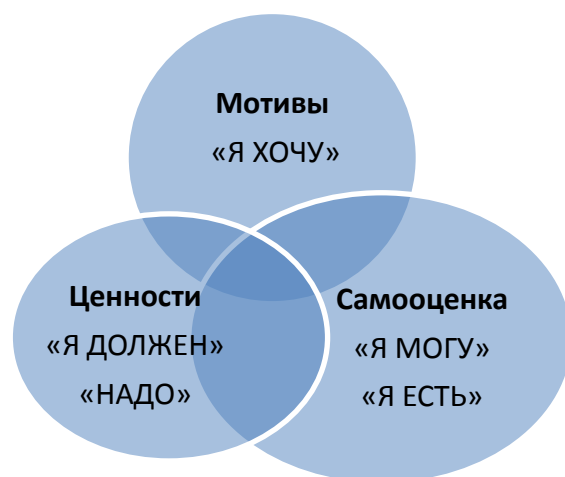 Мотивы
«Я ХОЧУ»
Ценности
«Я ДОЛЖЕН»
«НАДО»
Самооценка
«Я МОГУ»
«Я ЕСТЬ»